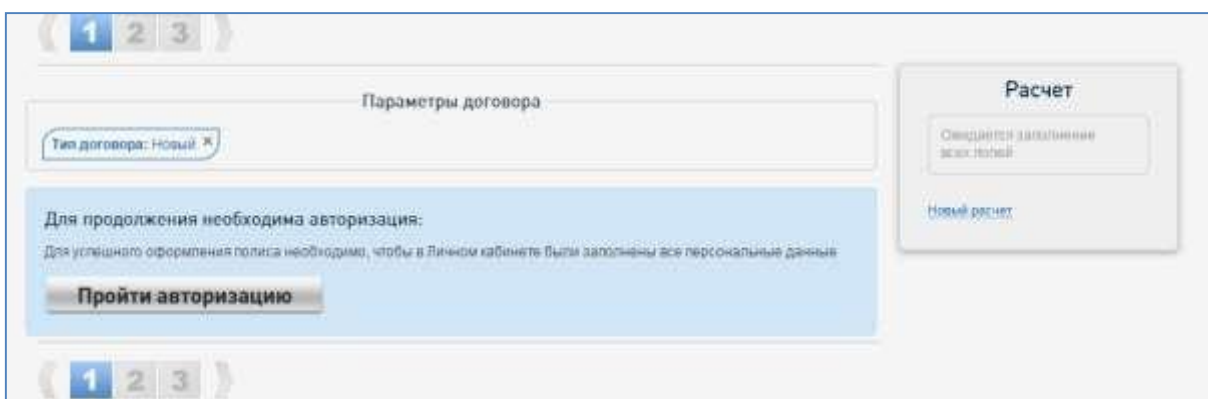 1 2 3
Параметры договора
Тип договора: Новый ×
Для продолжения необходима авторизация:
Для успешного оформления полиса необходимо, чтобы в Личном кабинете были заполнены все персональные данные
Пройти авторизацию
1 2 3
Расчет
Ожидается заполнение
всех полей
Новый расчет